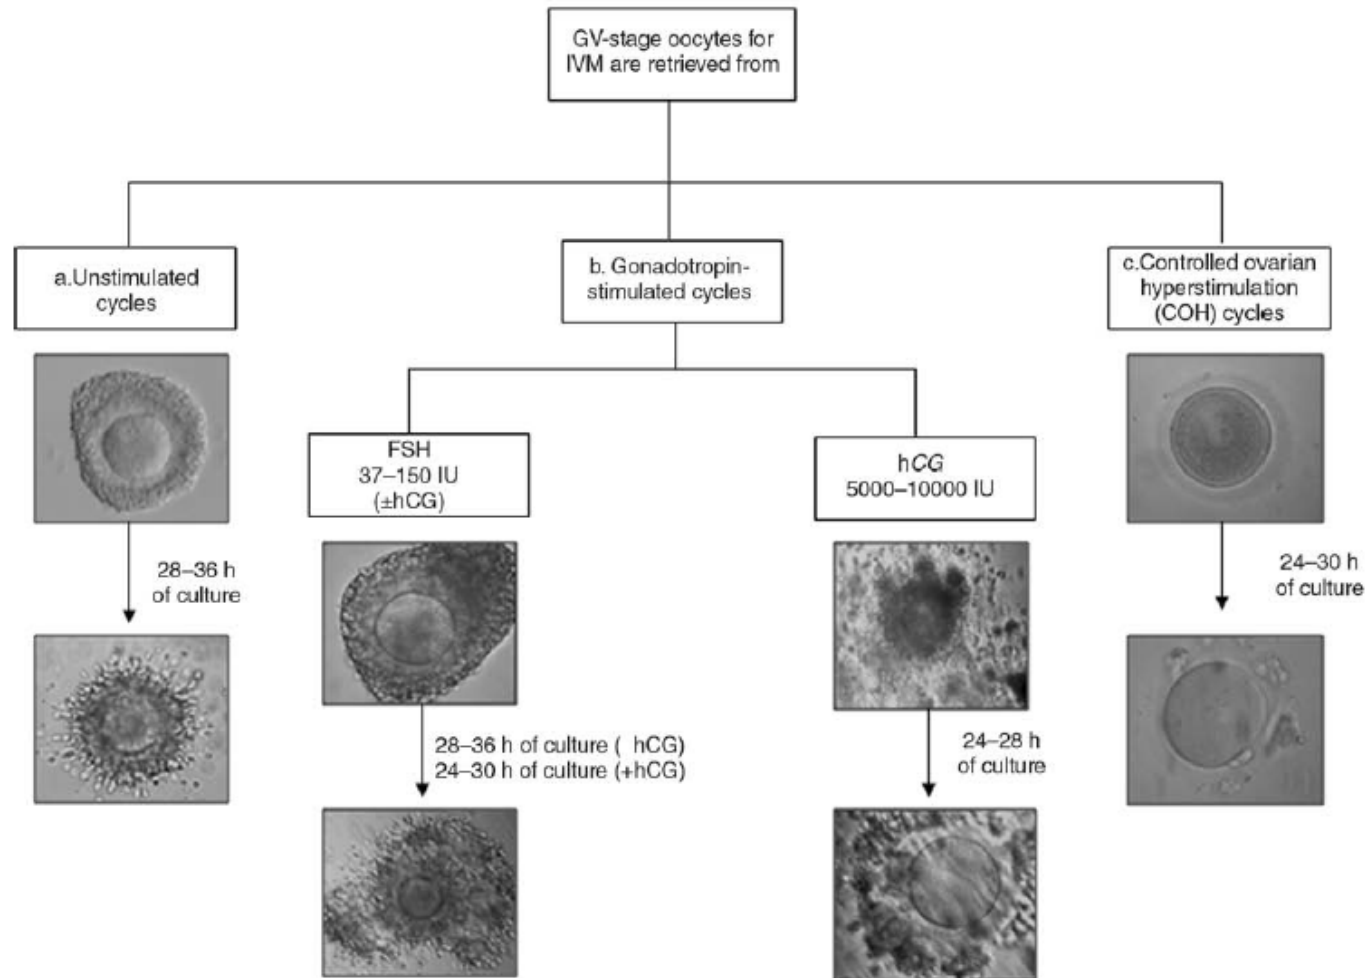 GV-stage oocytes for
IVM are retrieved from
a.Unstimulated
cycles
b. Gonadotropin-
stimulated cycles
c.Controlled ovarian
hyperstimulation
(COH) cycles
FSH
37–150 IU
(±hCG)
hCG
5000–10000 IU
28–36 h
of culture
24–30 h
of culture
28–36 h of culture ( hCG)
24–30 h of culture (+hCG)
24–28 h
of culture